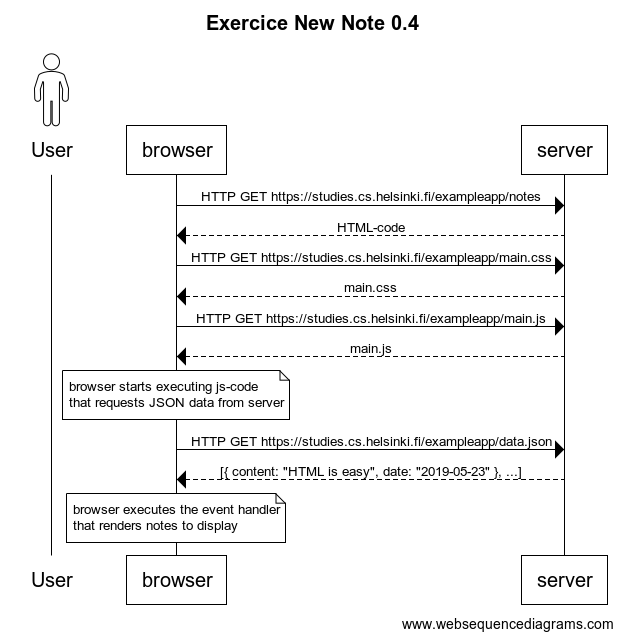 Exercice New Note 0.4
User
browser
server
HTTP GET https://studies.cs.helsinki.fi/exampleapp/notes
HTML-code
HTTP GET https://studies.cs.helsinki.fi/exampleapp/main.css
main.css
HTTP GET https://studies.cs.helsinki.fi/exampleapp/main.js
main.js
browser starts executing js-code
that requests JSON data from server
HTTP GET https://studies.cs.helsinki.fi/exampleapp/data.json
[{ content: "HTML is easy", date: "2019-05-23" }, ...]
browser executes the event handler
that renders notes to display
User
browser
server
www.websequencediagrams.com